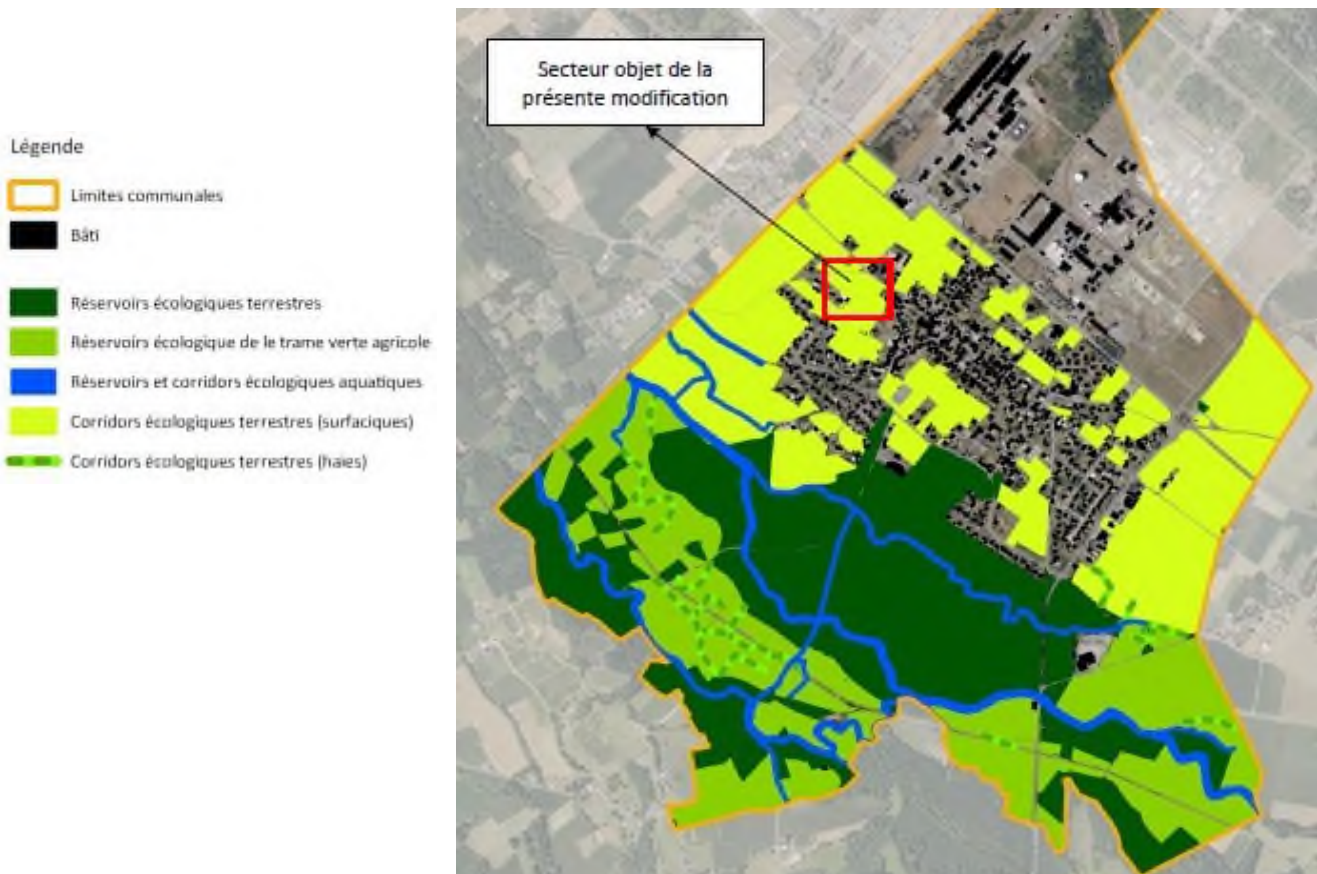 Secteur objet de la
présente modification
Légende
Limites communales
Bâti
Réservoirs écologiques terrestres
Réservoirs écologique de le trame verte agricole
Réservoirs et corridors écologiques aquatiques
Corridors écologiques terrestres (surfaciques)
Corridors écologiques terrestres (haies)